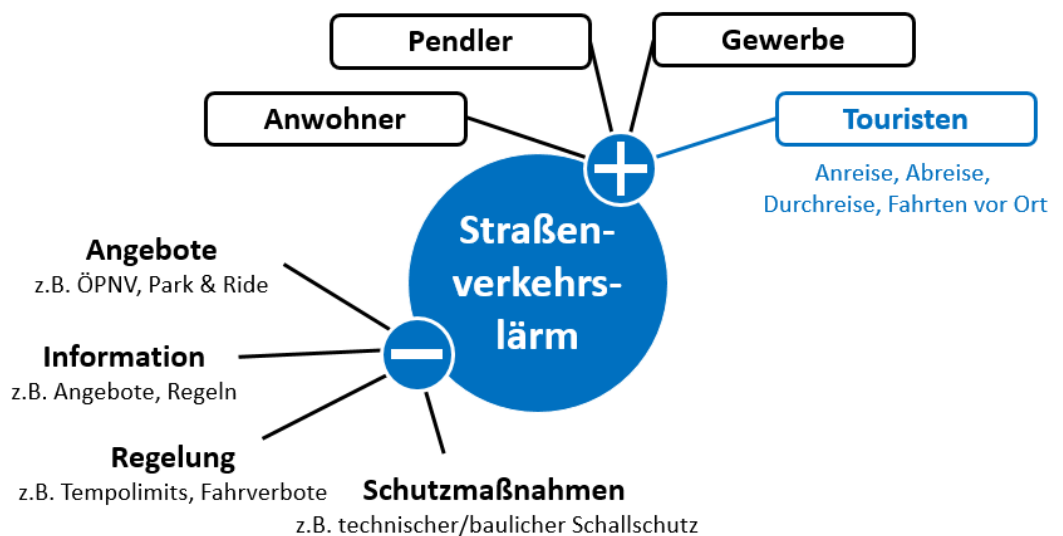 Pendler
Gewerbe
Anwohner
Touristen
Anreise, Abreise,
Durchreise, Fahrten vor Ort
Straßen-
verkehrs-
lärm
Angebote
z.B. ÖPNV, Park & Ride
Information
z.B. Angebote, Regeln
Regelung
z.B. Tempolimits, Fahrverbote
Schutzmaßnahmen
z.B. technischer/baulicher Schallschutz